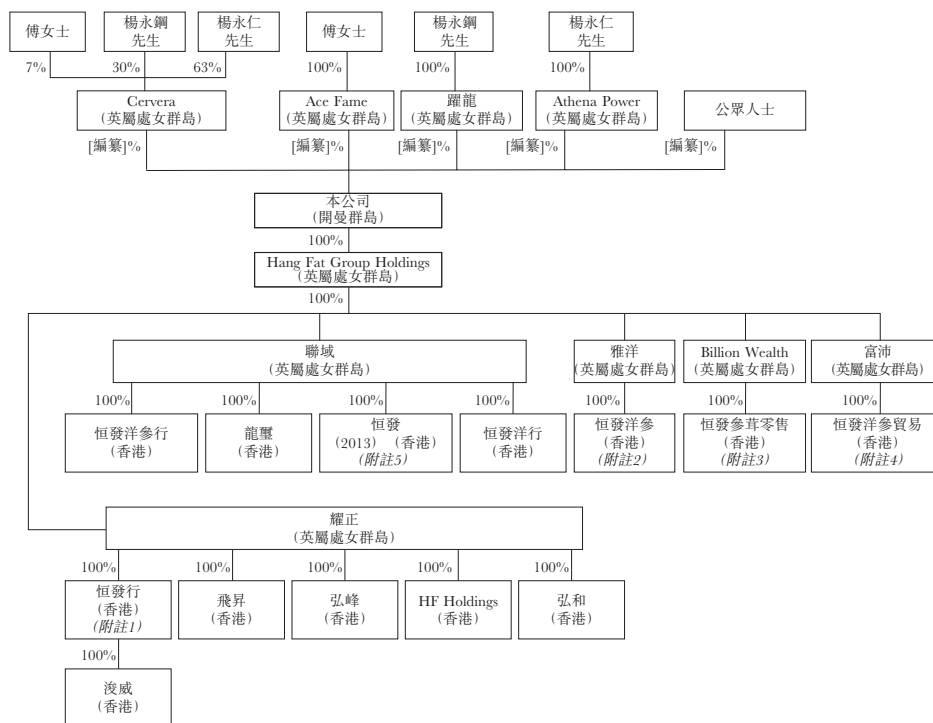 傅女士
楊永鋼
先生
楊永仁
先生
傅女士
楊永鋼
先生
楊永仁
先生
7%
30%
63%
100%
100%
100%
Cervera
(英屬處女群島)
Ace Fame
(英屬處女群島)
躍龍
(英屬處女群島)
Athena Power
(英屬處女群島)
公眾人士
[編纂]%
[編纂]%
[編纂]%
[編纂]%
[編纂]%
本公司
(開曼群島)
100%
Hang Fat Group Holdings
(英屬處女群島)
100%
聯域
(英屬處女群島)
雅洋
(英屬處女群島)
Billion Wealth
(英屬處女群島)
富沛
(英屬處女群島)
100%
100%
100%
100%
100%
100%
100%
恒發洋參行
(香港)
龍璽
(香港)
恒發
(2013) (香港)
(附註5)
恒發洋行
(香港)
恒發洋參
(香港)
(附註2)
恒發參茸零售
(香港)
(附註3)
恒發洋參貿易
(香港)
(附註4)
耀正
(英屬處女群島)
100%
100%
100%
100%
100%
恒發行
(香港)
(附註1)
飛昇
(香港)
弘峰
(香港)
HF Holdings
(香港)
弘和
(香港)
100%
浚威
(香港)